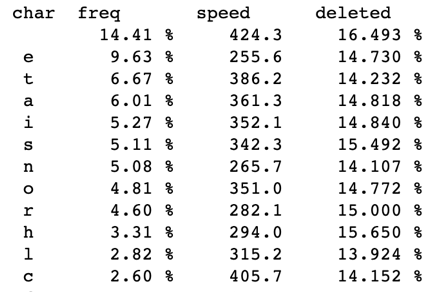 char freq speed deleted
14.41 % 424.3 16.493 %
e 9.63 % 255.6 14.730 %
t 6.67 % 386.2 14.232 %
a 6.01 % 361.3 14.818 %
i 5.27 % 352.1 14.840 %
s 5.11 % 342.3 15.492 %
n 5.08 % 265.7 14.107 %
o 4.81 % 351.0 14.772 %
r 4.60 % 282.1 15.000 %
h 3.31 % 294.0 15.650 %
l 2.82 % 315.2 13.924 %
c 2.60 % 405.7 14.152 %